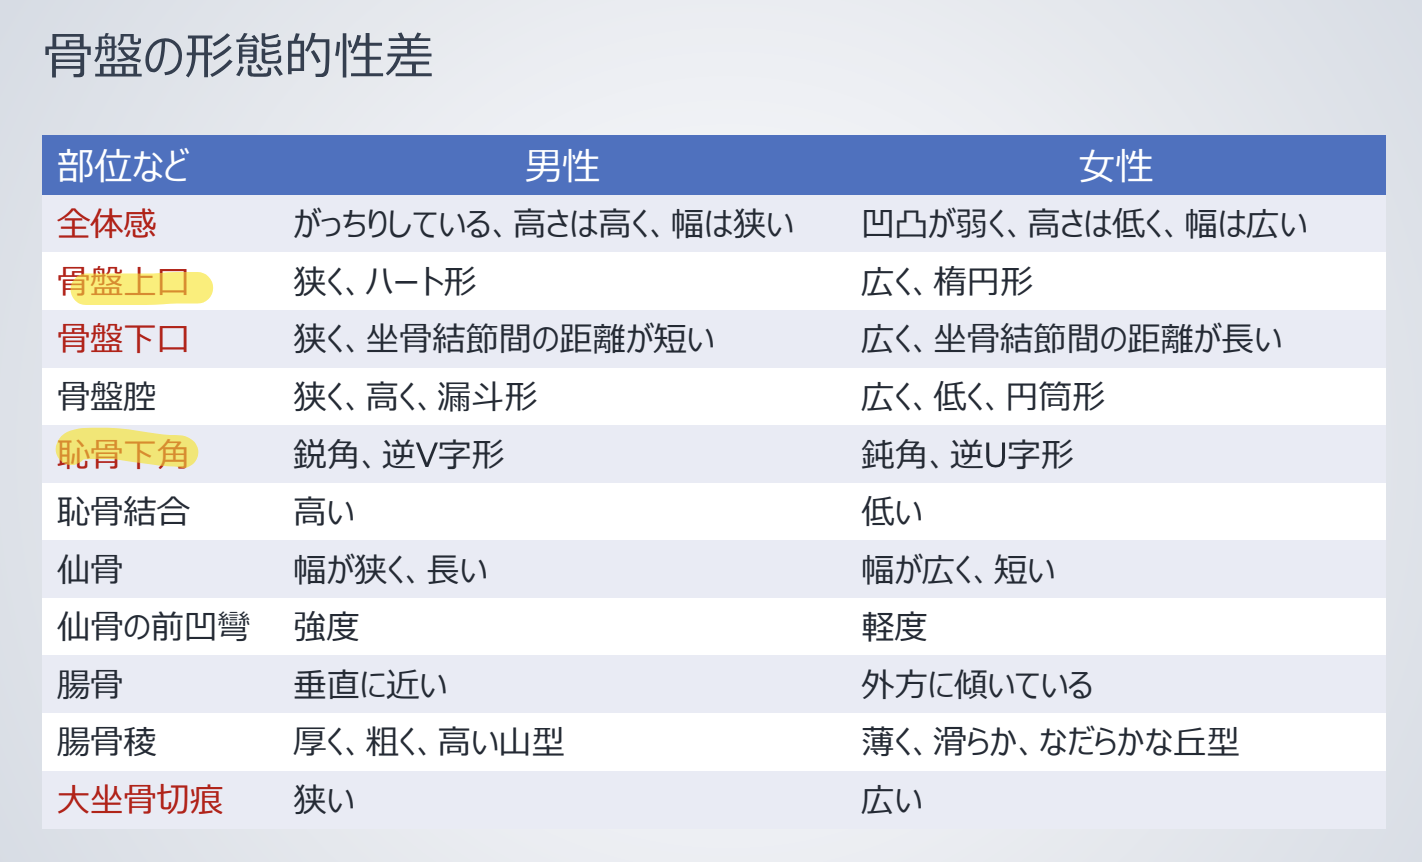 骨盤の形態的性差
部位など 男性 女性
全体感 がっちりしている、高さは高く、幅は狭い 凹凸が弱く、高さは低く、幅は広い
骨盤上口 狭く、ハート形 広く、楕円形
骨盤下口 狭く、坐骨結節間の距離が短い 広く、坐骨結節間の距離が長い
骨盤腔 狭く、高く、漏斗形 広く、低く、円筒形
恥骨下角 鋭角、逆V字形 鈍角、逆U字形
恥骨結合 高い 低い
仙骨 幅が狭く、長い 幅が広く、短い
仙骨の前凹彎 強度 軽度
腸骨 垂直に近い 外方に傾いている
腸骨稜 厚く、粗く、高い山型 薄く、滑らか、なだらかな丘型
大坐骨切痕 狭い 広い